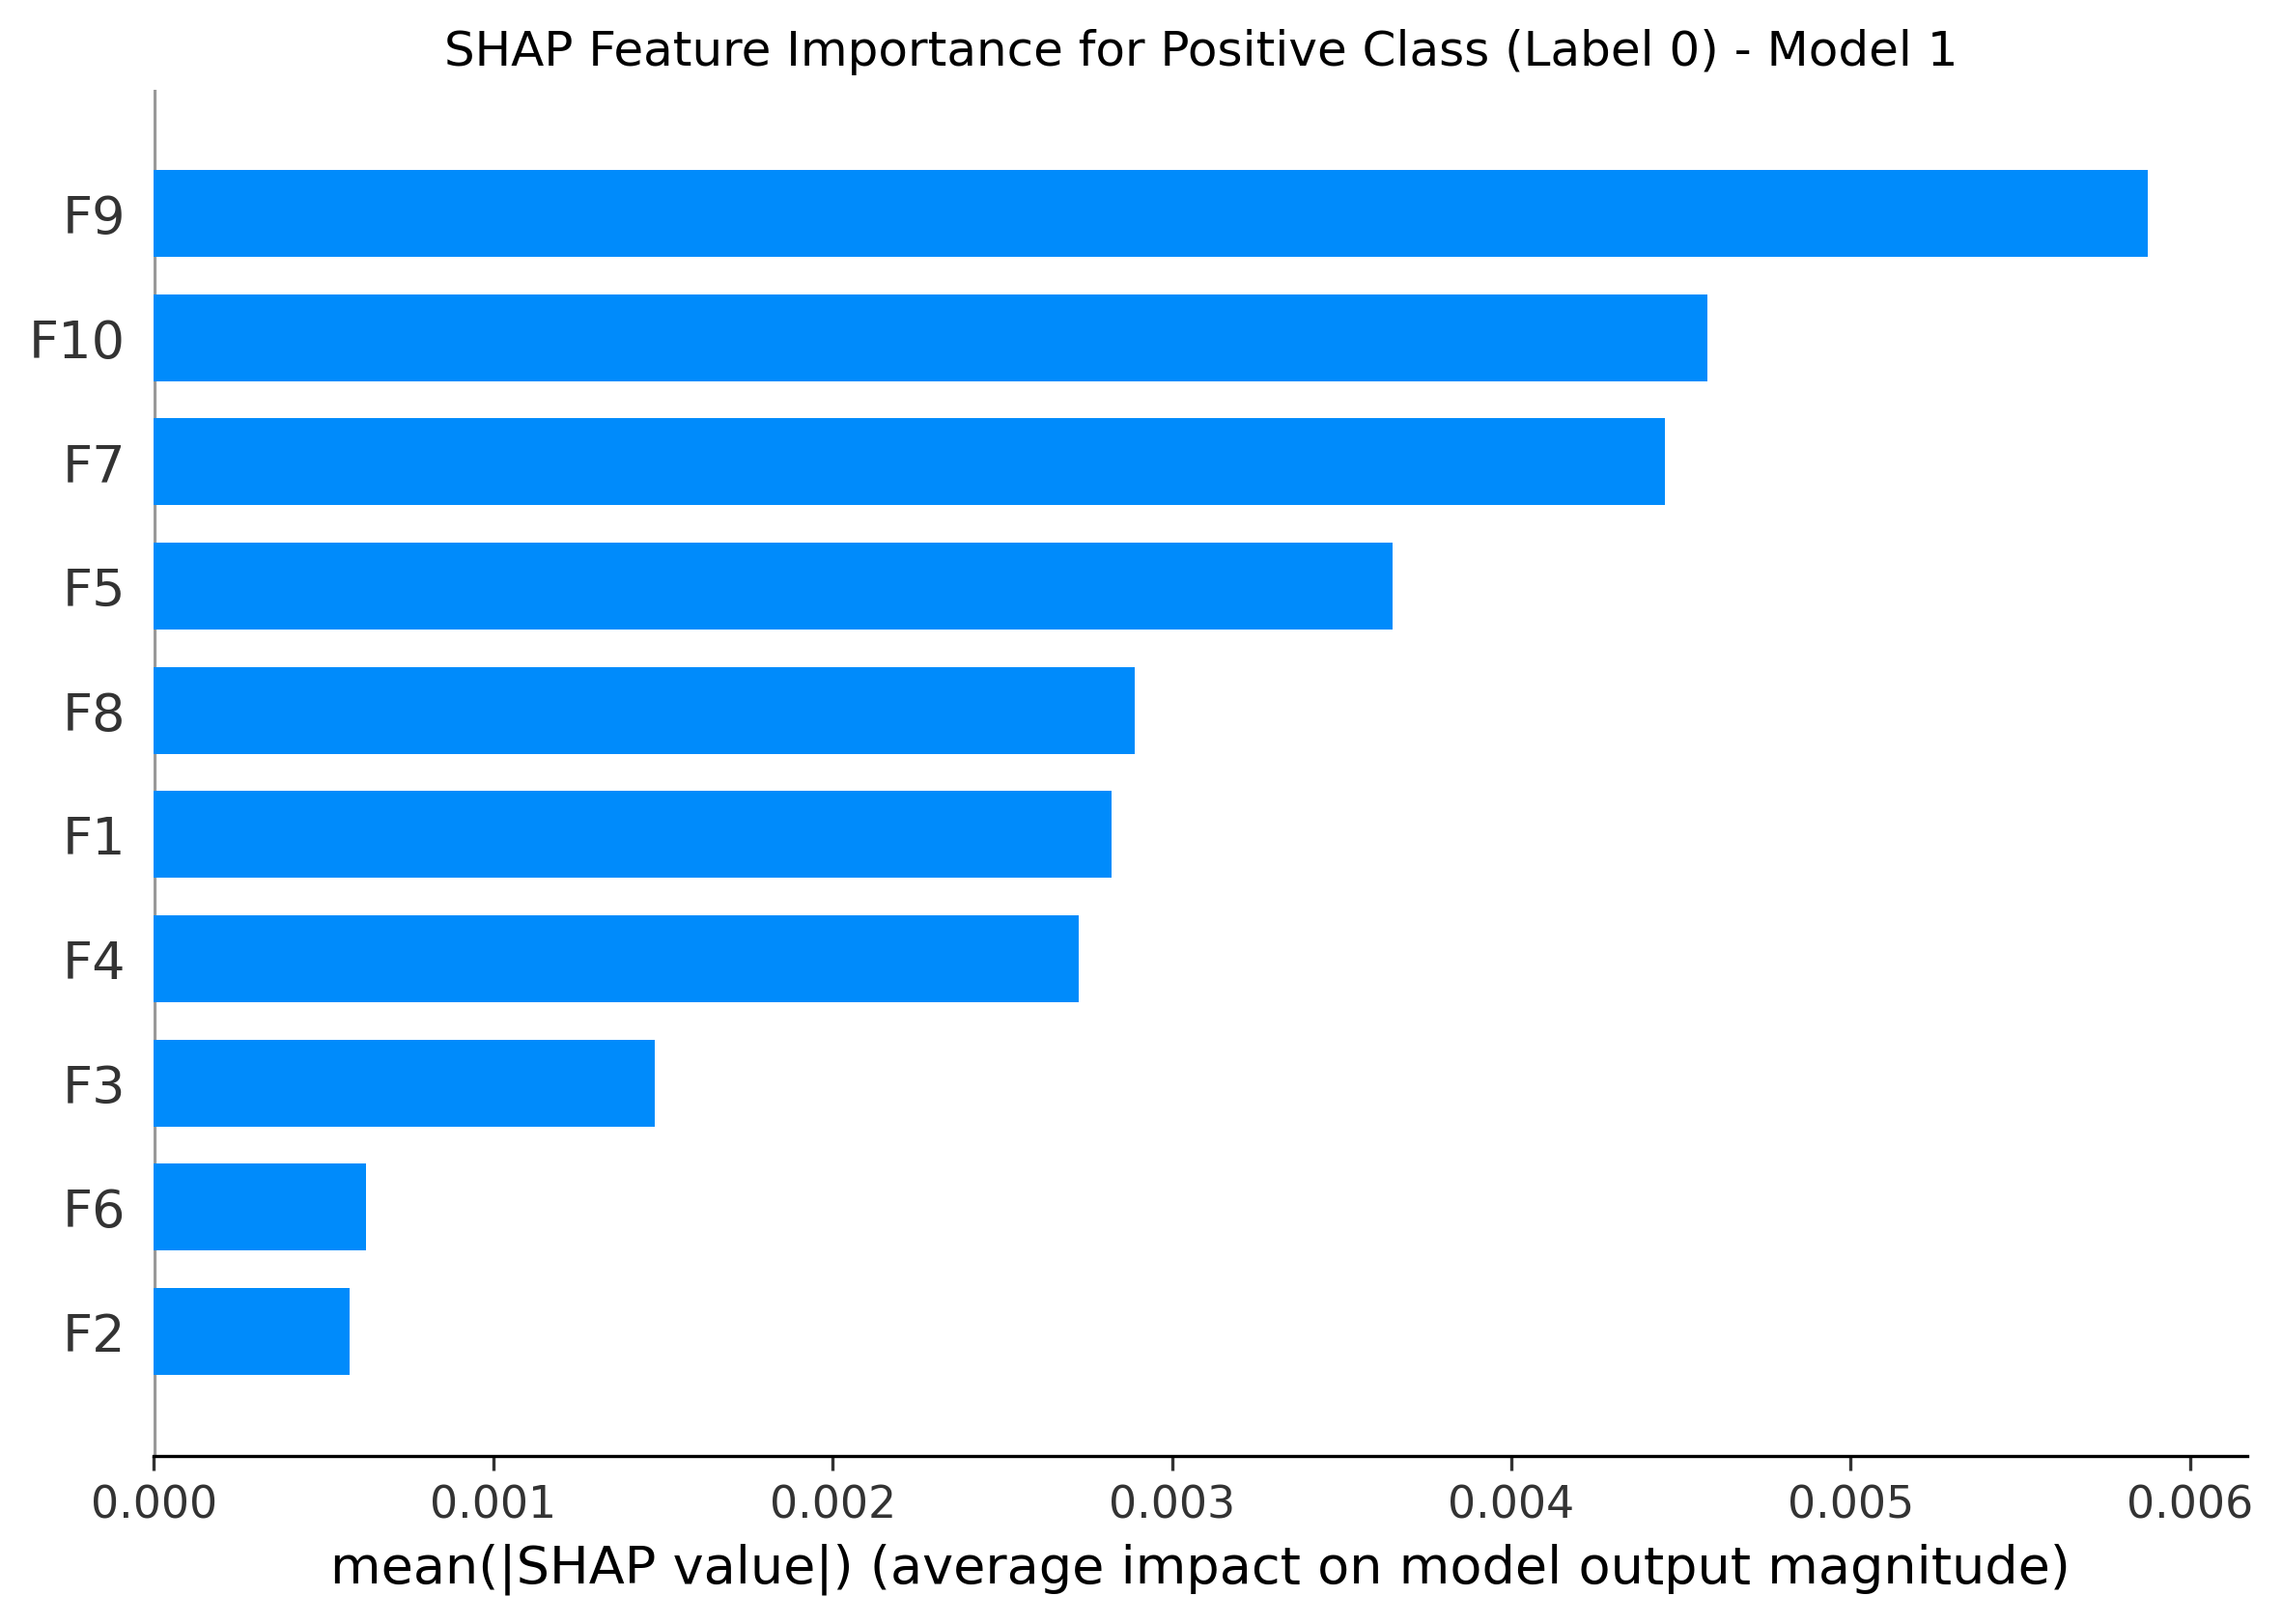 SHAP Feature Importance for Positive Class (Label 0) - Model 1
F9
F10
F7
F5
F8
F1
F4
F3
F6
F2
0.000 0.001 0.002 0.003 0.004 0.005 0.006
mean(|SHAP value|) (average impact on model output magnitude)